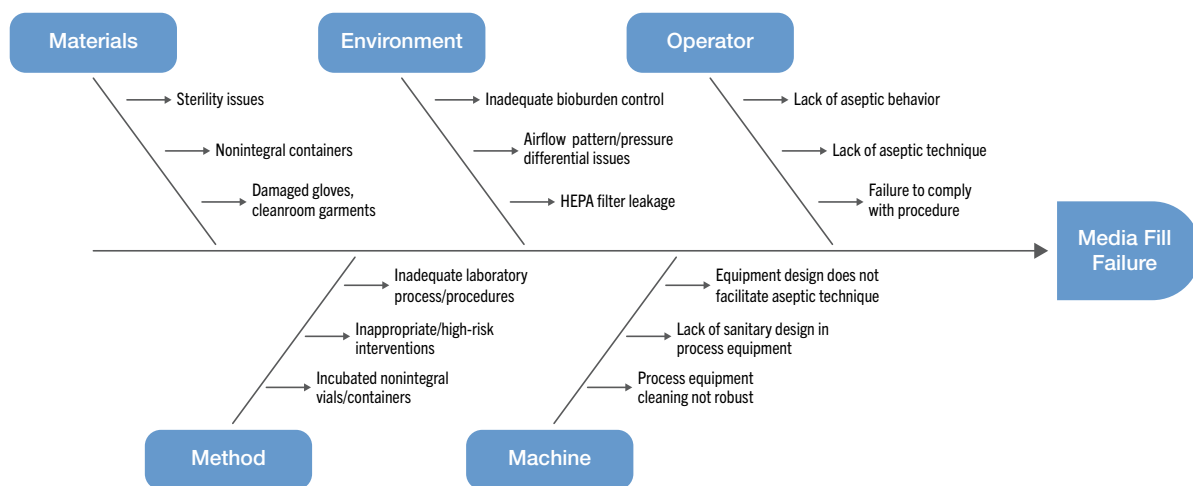 Materials
Environment
Operator
Sterility issues
Nonintegral containers
Damaged gloves,
cleanroom garments
Inadequate bioburden control
Airflow pattern/pressure
differential issues
HEPA filter leakage
Lack of aseptic behavior
Lack of aseptic technique
Failure to comply
with procedure
Media Fill
Failure
Inadequate laboratory
process/procedures
Inappropriate/high-risk
interventions
Incubated nonintegral
vials/containers
Equipment design does not
facilitate aseptic technique
Lack of sanitary design in
process equipment
Process equipment
cleaning not robust
Method
Machine